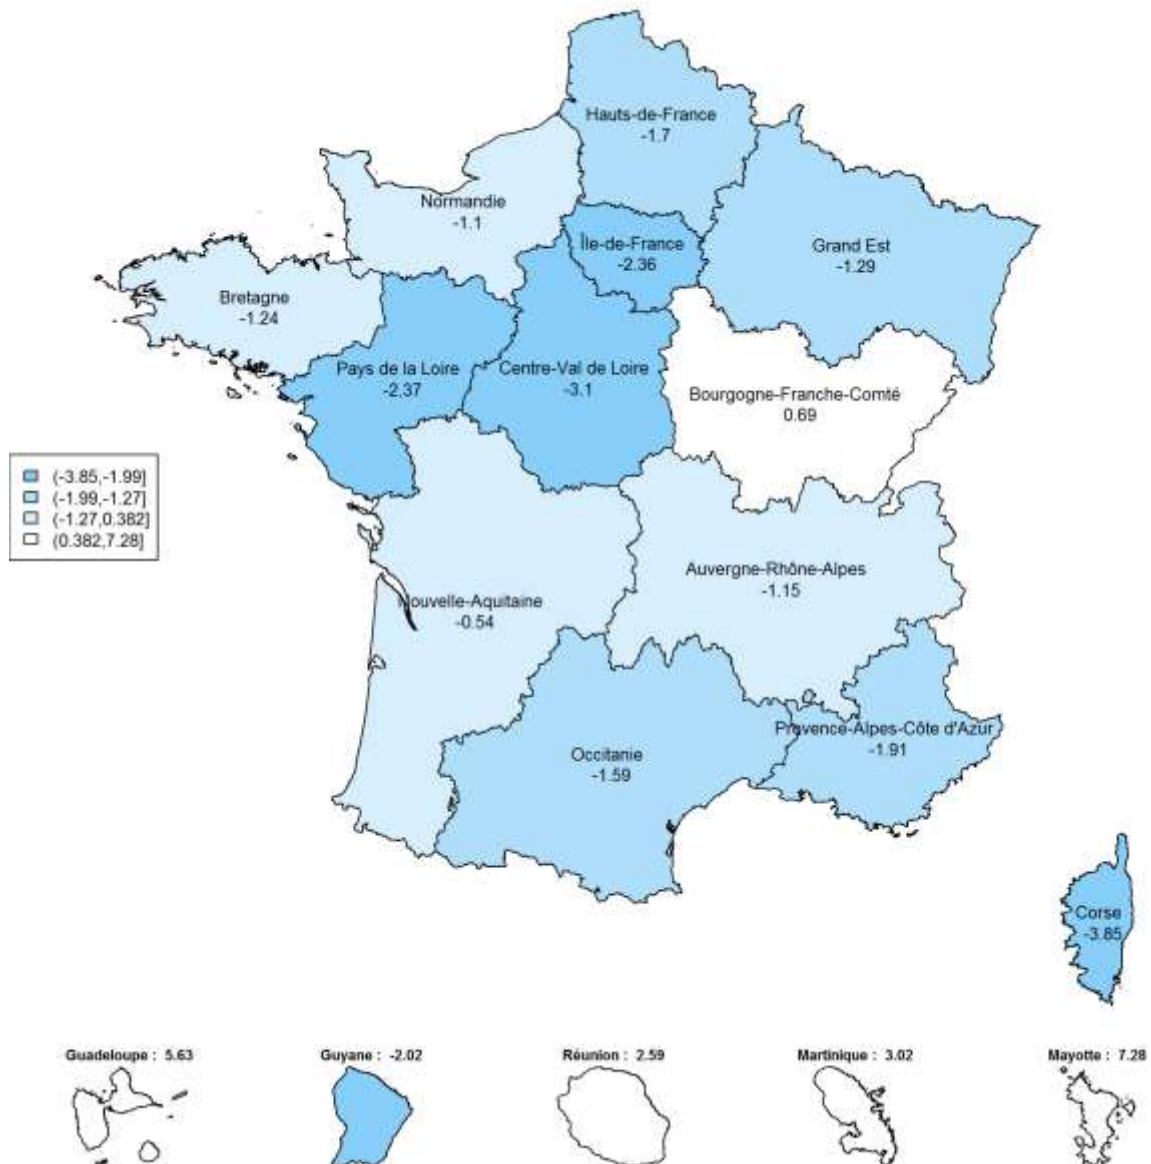 Hauts-de-France
-1.7
Normandie
-1.1
Île-de-France
-2.36
Grand Est
-1.29
Bretagne
-1.24
Pays de la Loire
-2.37
Centre-Val de Loire
-3.1
Bourgogne-Franche-Comté
0.69
(-3.85,-1.99]
(-1.99,-1.27]
(-1.27,0.382]
(0.382,7.28]
Auvergne-Rhône-Alpes
-1.15
Nouvelle-Aquitaine
-0.54
Provence-Alpes-Côte d'Azur
-1.91
Occitanie
-1.59
Corse
-3.85
Guadeloupe : 5.63
Guyane : -2.02
Réunion : 2.59
Martinique : 3.02
Mayotte : 7.28